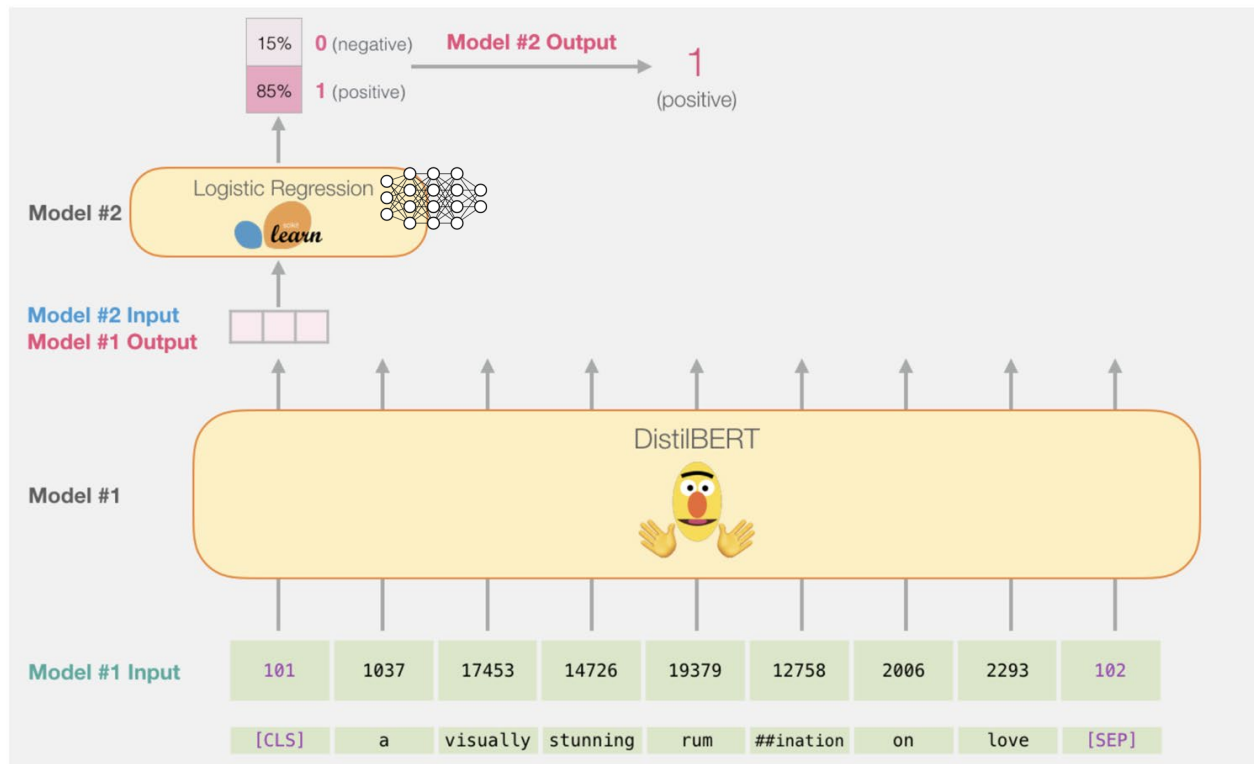 15% 0 (negative) Model #2 Output 1
85% 1 (positive) (positive)
Logistic Regression
Model #2
learn
Model #2 Input
Model #1 Output
DistilBERT
Model #1
Model #1 Input 101 1037 17453 14726 19379 12758 2006 2293 102
[CLS] a visually stunning rum ##ination on love [SEP]